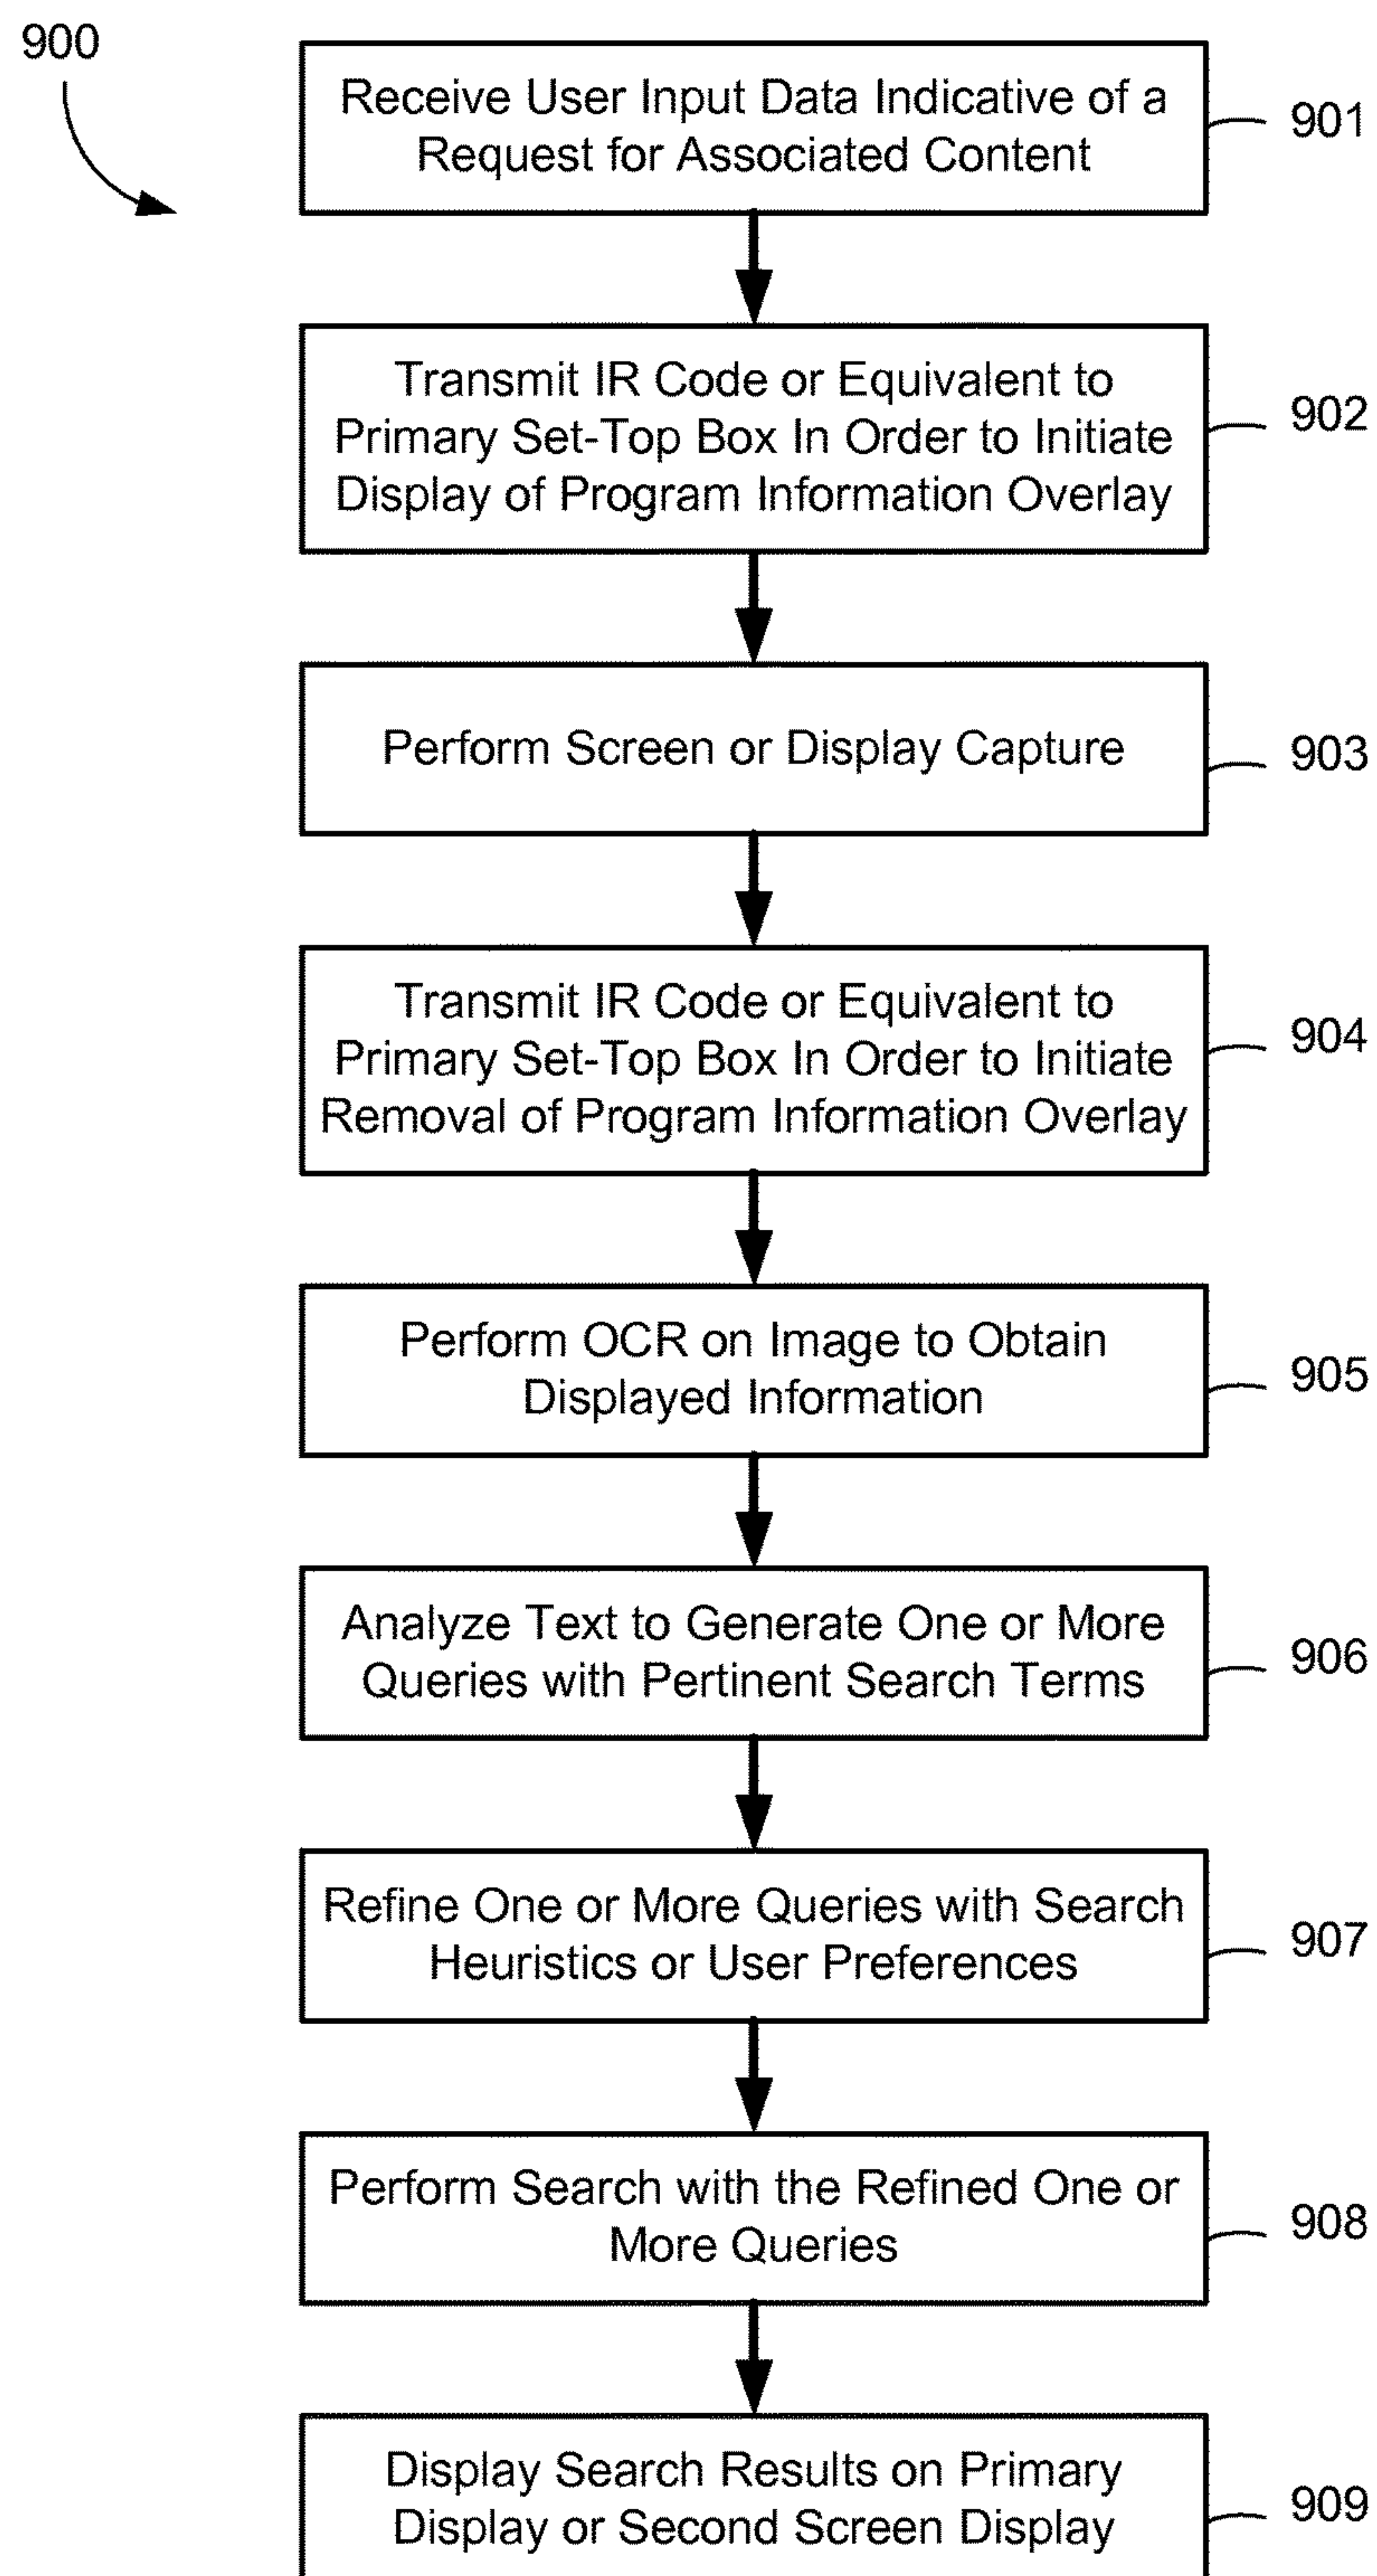 900
Receive User Input Data Indicative of a
Request for Associated Content
901
Transmit IR Code or Equivalent to
Primary Set-Top Box In Order to Initiate
Display of Program Information Overlay
902
Perform Screen or Display Capture
903
Transmit IR Code or Equivalent to
Primary Set-Top Box In Order to Initiate
Removal of Program Information Overlay
904
Perform OCR on Image to Obtain
Displayed Information
905
Analyze Text to Generate One or More
Queries with Pertinent Search Terms
906
Refine One or More Queries with Search
Heuristics or User Preferences
907
Perform Search with the Refined One or
More Queries
908
Display Search Results on Primary
Display or Second Screen Display
909